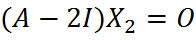 (A − 2I)X₂ = O